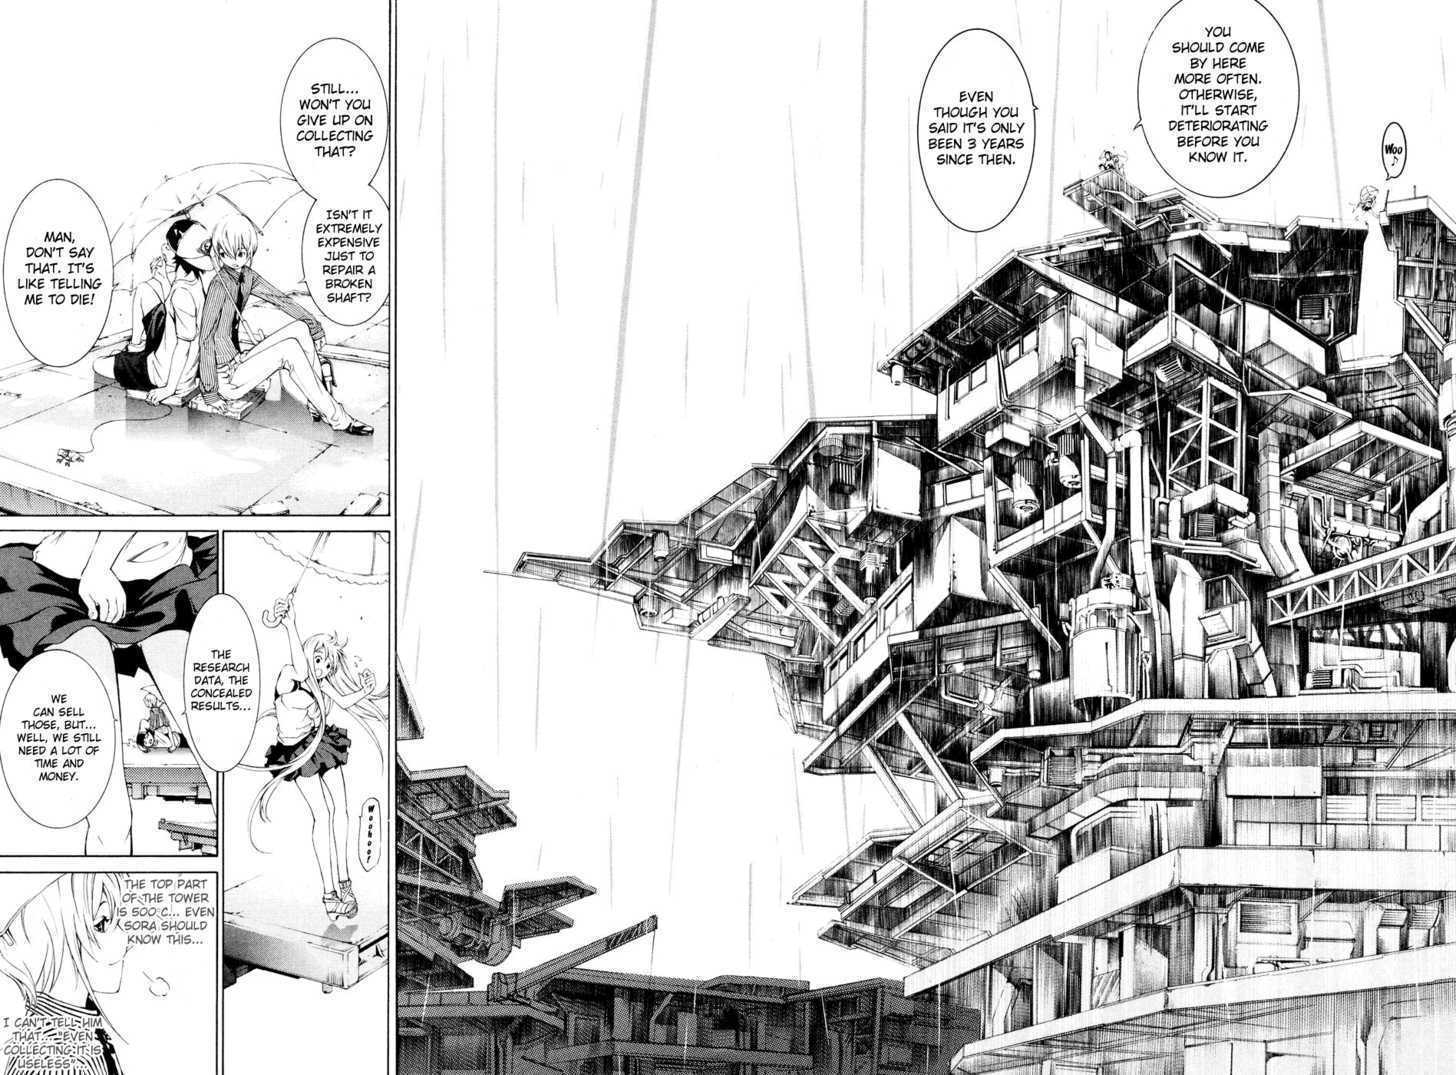 YOU
SHOULD COME
BY HERE
MORE OFTEN.
OTHERWISE,
IT'LL START
DETERIORATING
BEFORE YOU
KNOW IT.
Woo
♪
EVEN
THOUGH YOU
SAID IT'S ONLY
BEEN 3 YEARS
SINCE THEN.
STILL...
WON'T YOU
GIVE UP ON
COLLECTING
THAT?
ISN'T IT
EXTREMELY
EXPENSIVE
JUST TO
REPAIR A
BROKEN
SHAFT?
MAN,
DON'T SAY
THAT. IT'S
LIKE TELLING
ME TO DIE!
THE
RESEARCH
DATA, THE
CONCEALED
RESULTS...
Woohoo!
WE
CAN SELL
THOSE, BUT...
WELL, WE STILL
NEED A LOT OF
TIME AND
MONEY.
THE TOP PART
OF THE TOWER
IS 500 C... EVEN
SORA SHOULD
KNOW THIS...
I CAN'T TELL HIM
THAT... "EVEN
COLLECTING IT IS
USELESS"...